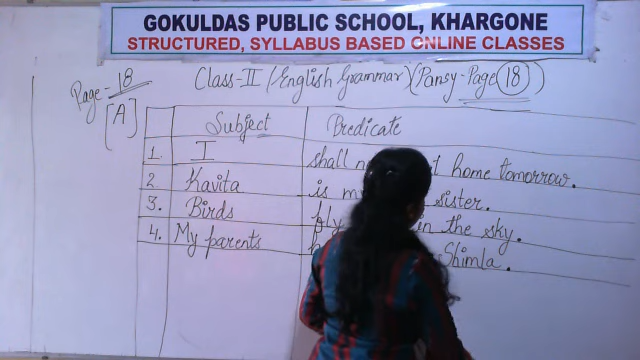 GOKULDAS PUBLIC SCHOOL, KHARGONE
STRUCTURED, SYLLABUS BASED ONLINE CLASSES
Page-18 Class-II (English Grammar) (Pansy-Page 18)
[A]
Subject Predicate
1. I shall home tomorrow.
2 Kavita is sister.
3. Birds fly in the sky.
4. My parents Shimla.